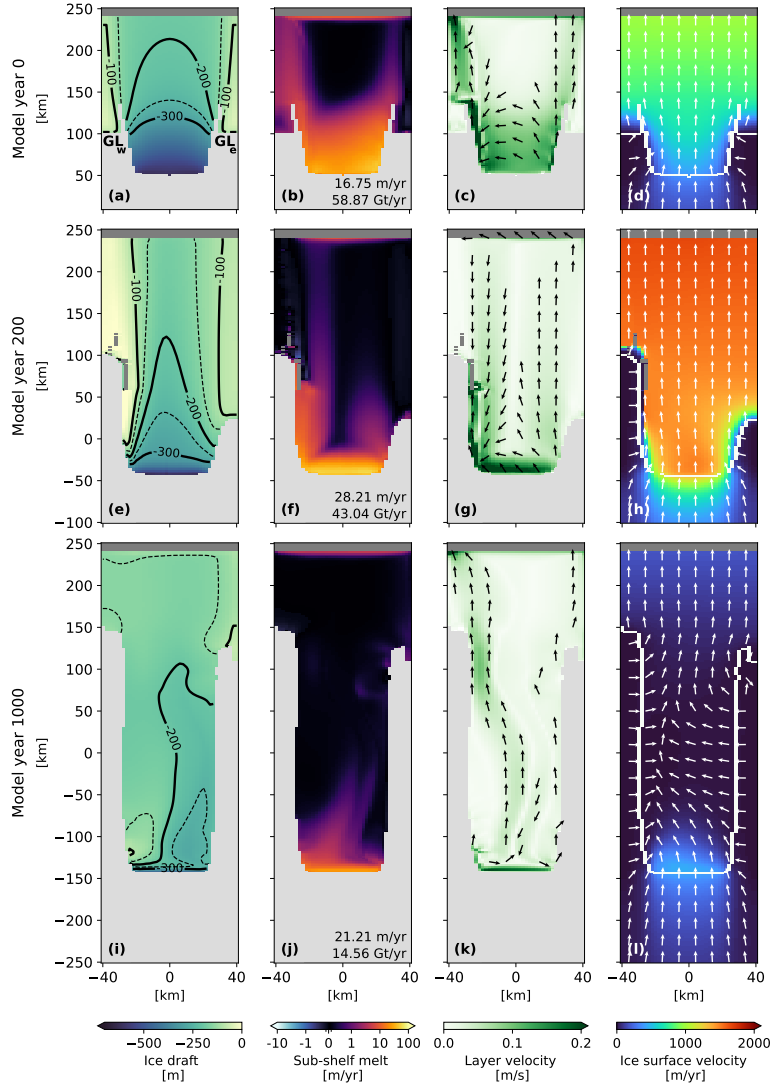 250
200
150
100
50
Model year 0
[km]
-100
-200
-101
-300
GLw
GLe
(a)
(b)
16.75 m/yr
58.87 Gt/yr
(c)
(d)
250
200
150
100
50
0
−50
−100
Model year 200
[km]
-100
-101
-200
-300
(e)
(f)
28.21 m/yr
43.04 Gt/yr
(g)
(h)
250
200
150
100
50
0
−50
−100
−150
−200
−250
Model year 1000
[km]
-200
-300
(i)
(j)
21.21 m/yr
14.56 Gt/yr
(k)
(l)
−40 0 40
[km]
−40 0 40
[km]
−40 0 40
[km]
−40 0 40
[km]
−500 −250
Ice draft
[m]
-10 -1 0 1 10 100
Sub-shelf melt
[m/yr]
0.0 0.1 0.2
Layer velocity
[m/s]
0 1000 2000
Ice surface velocity
[m/yr]